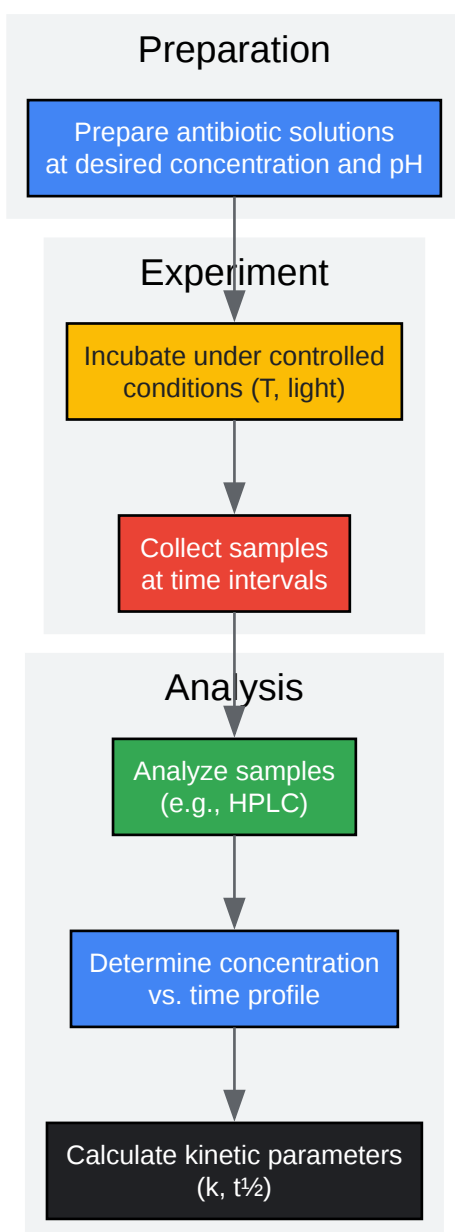 Preparation
Prepare antibiotic solutions
at desired concentration and pH
Experiment
Incubate under controlled
conditions (T, light)
Collect samples
at time intervals
Analysis
Analyze samples
(e.g., HPLC)
Determine concentration
vs. time profile
Calculate kinetic parameters
(k, t½)